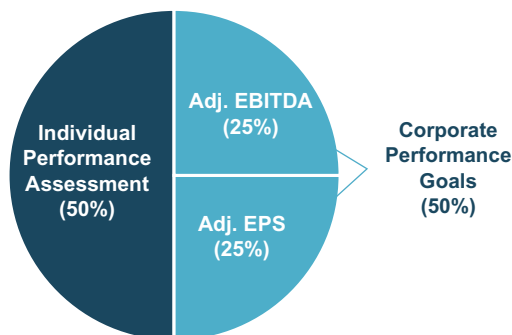 Individual
Performance
Assessment
(50%)
Adj. EBITDA
(25%)
Adj. EPS
(25%)
Corporate
Performance
Goals
(50%)